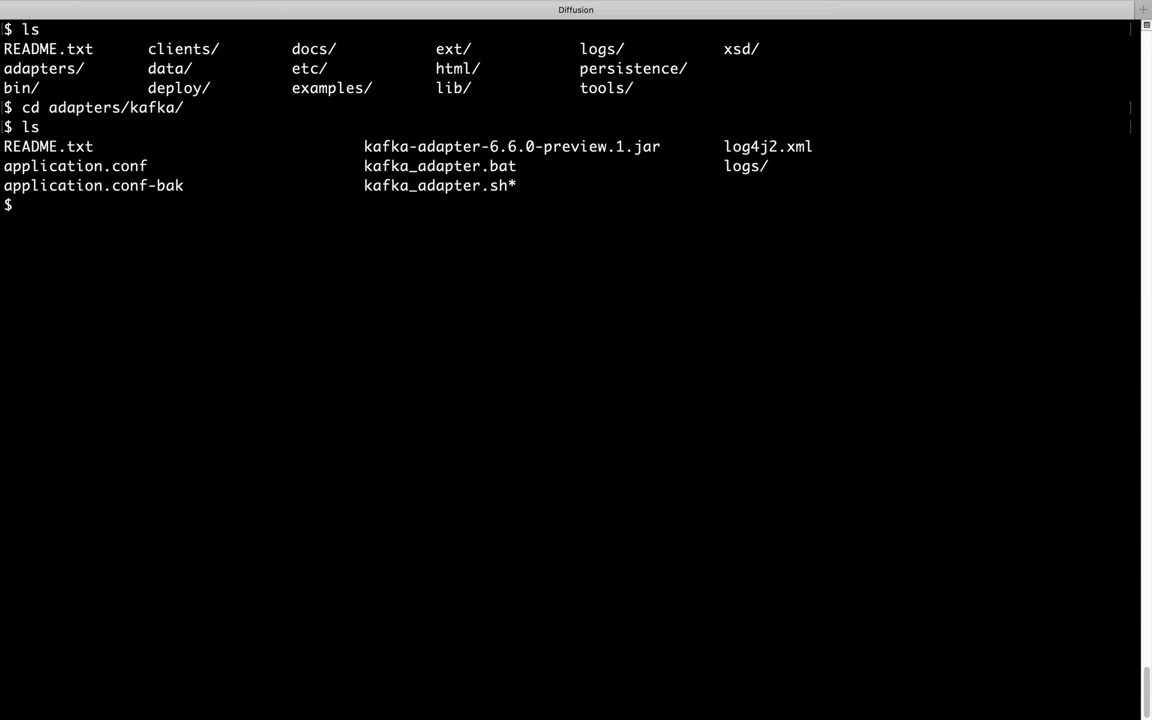 Diffusion
$ ls
README.txt clients/ docs/ ext/ logs/ xsd/
adapters/ data/ etc/ html/ persistence/
bin/ deploy/ examples/ lib/ tools/
$ cd adapters/kafka/
$ ls
README.txt kafka-adapter-6.6.0-preview.1.jar log4j2.xml
application.conf kafka_adapter.bat logs/
application.conf-bak kafka_adapter.sh*
$